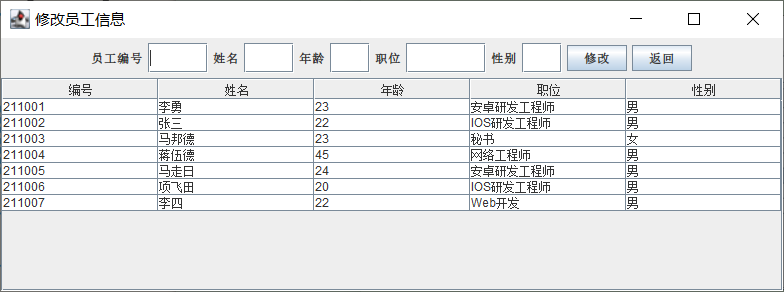 修改员工信息
员工编号 姓名 年龄 职位 性别 修改 返回
编号 姓名 年龄 职位 性别
211001 李勇 23 安卓研发工程师 男
211002 张三 22 IOS研发工程师 男
211003 马邦德 23 秘书 女
211004 蒋伍德 45 网络工程师 男
211005 马走日 24 安卓研发工程师 男
211006 项飞田 20 IOS研发工程师 男
211007 李四 22 Web开发 男